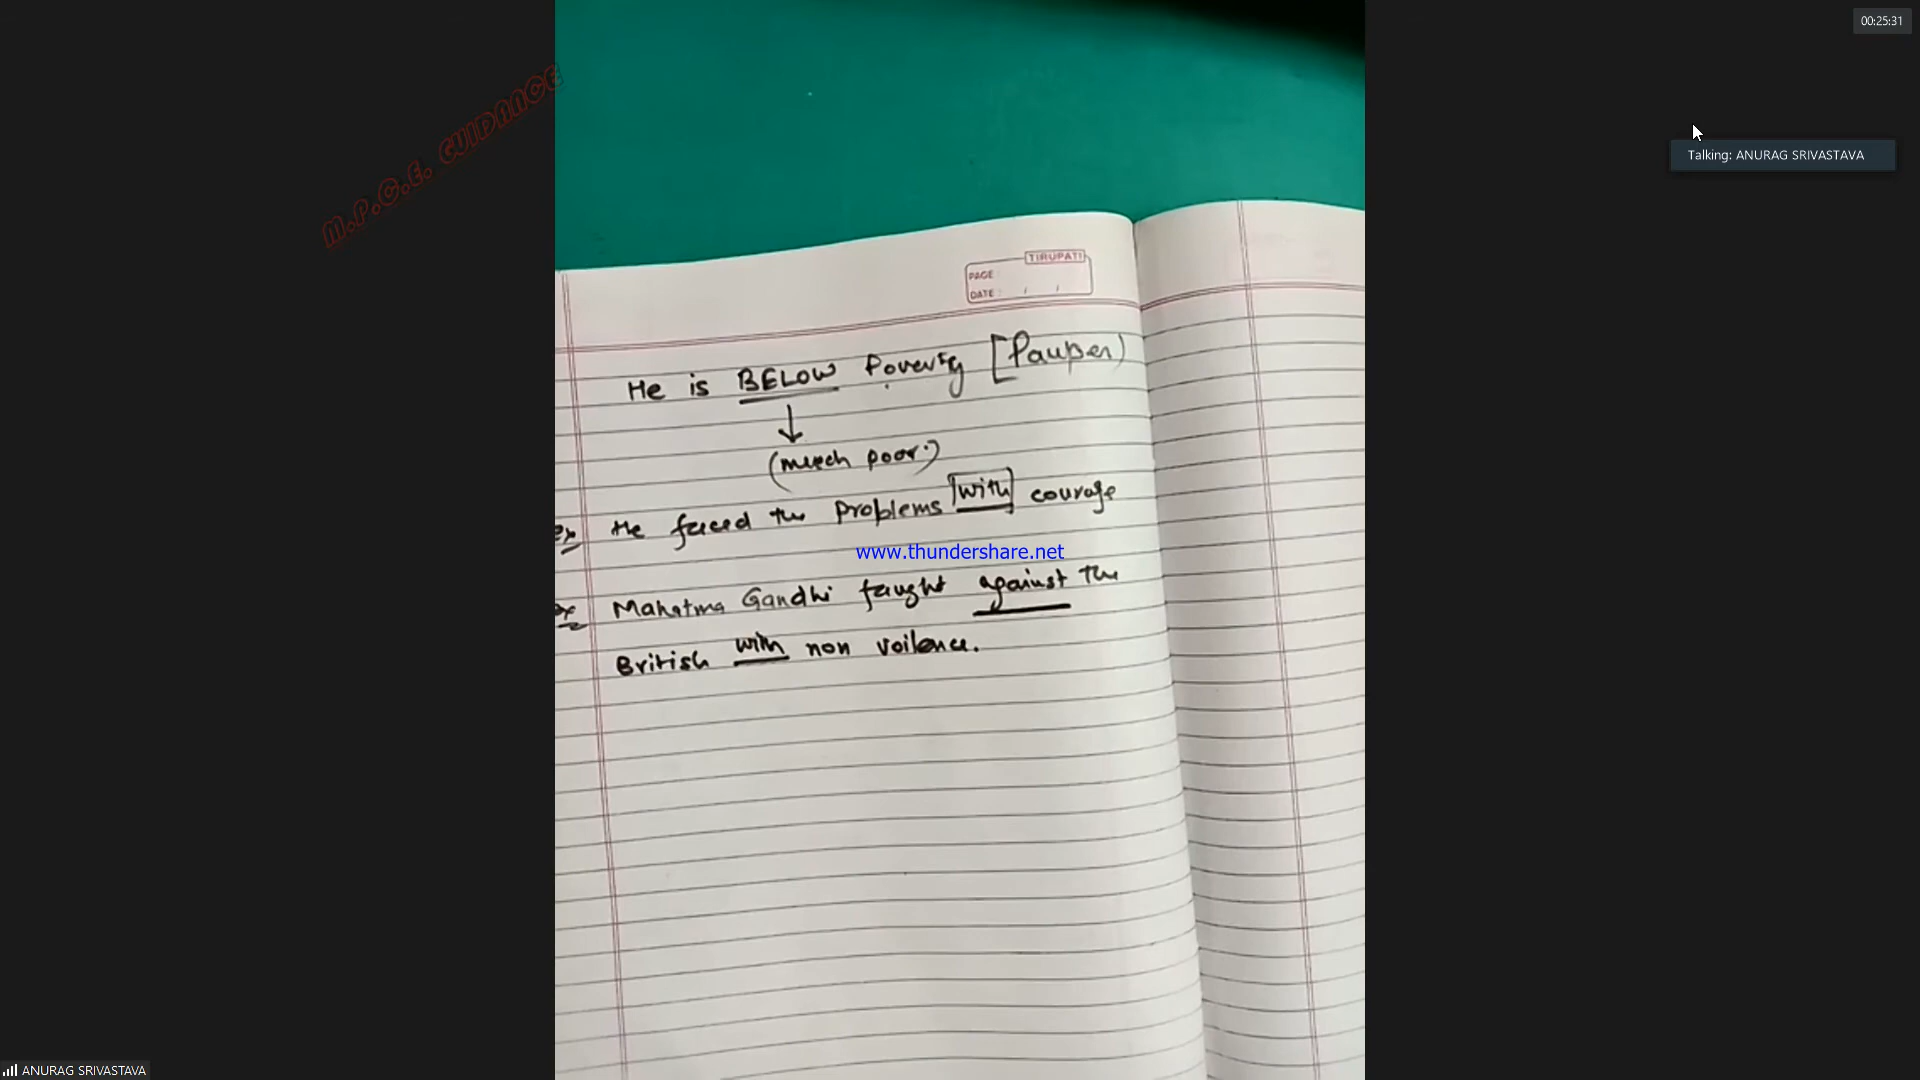 00:25:31
M.P.C.E. GUIDANCE
Talking: ANURAG SRIVASTAVA
TIRUPATI
PAGE
DATE : / /
He is BELOW Poverty [Pauper)
(much poor.)
Ex He faced the Problems with courage
www.thundershare.net
Ex Mahatma Gandhi faught against the
British with non voilence.
ANURAG SRIVASTAVA